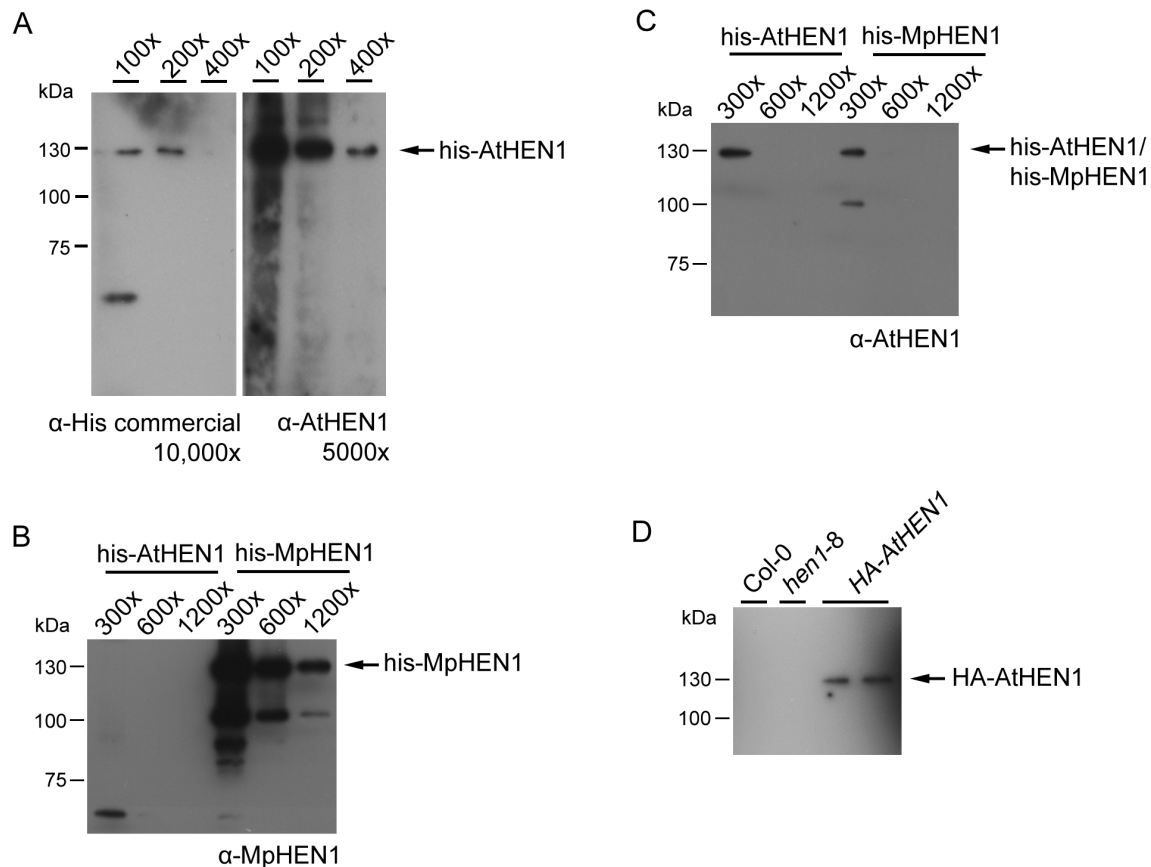 A
100x 200x 400x 100x 200x 400x
kDa
130
100
75
his-AtHEN1
α-His commercial
10,000x
α-AtHEN1
5000x
B
his-AtHEN1 his-MpHEN1
300x 600x 1200x 300x 600x 1200x
kDa
130
100
75
his-MpHEN1
α-MpHEN1
C
his-AtHEN1 his-MpHEN1
300x 600x 1200x 300x 600x 1200x
kDa
130
100
75
his-AtHEN1/
his-MpHEN1
α-AtHEN1
D
Col-0 hen1-8 HA-AtHEN1
kDa
130
100
HA-AtHEN1